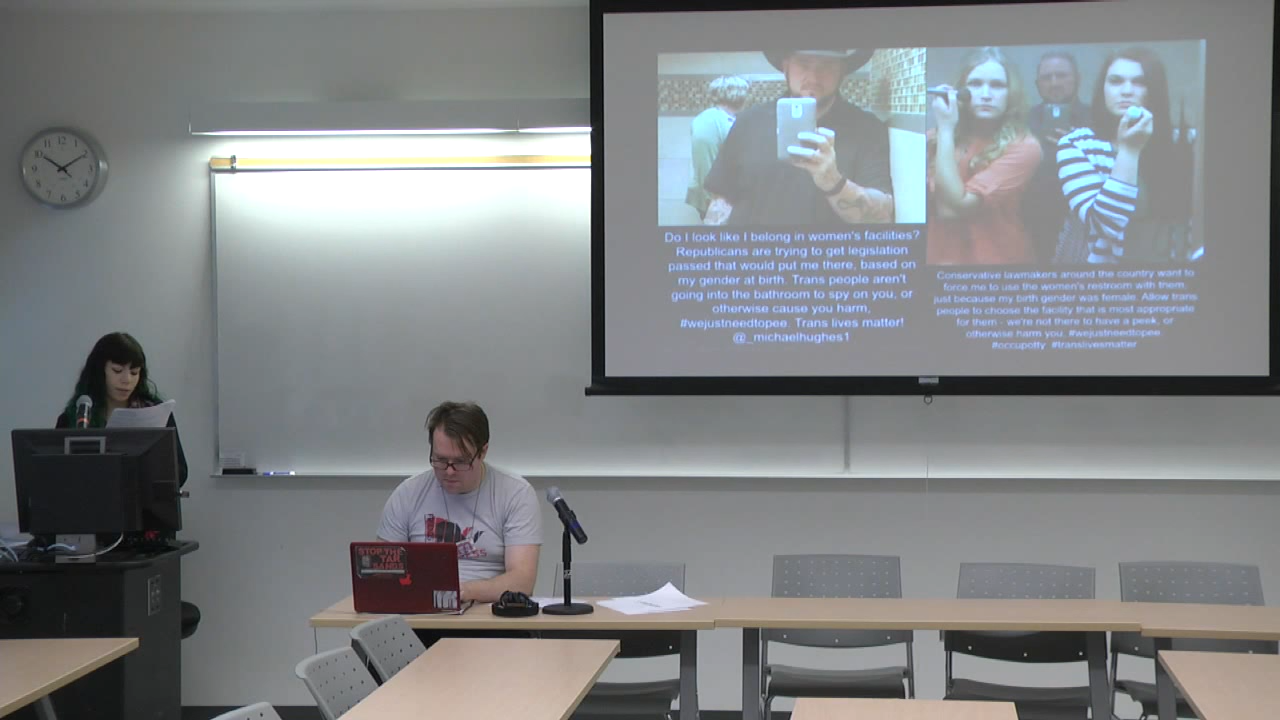 Do I look like I belong in women's facilities?
Republicans are trying to get legislation
passed that would put me there, based on
my gender at birth. Trans people aren't
going into the bathroom to spy on you, or
otherwise cause you harm.
#wejustneedtopee Trans lives matter!
@_michaelhughes1
Conservative lawmakers around the country want to
force me to use the women's restroom with them,
just because my birth gender was female. Allow trans
people to choose the facility that is most appropriate
for them - we're not there to have a peek, or
otherwise harm you. #wejustneedtopee
#occupotty #translivesmatter
STOP THE
TAR
SANDS